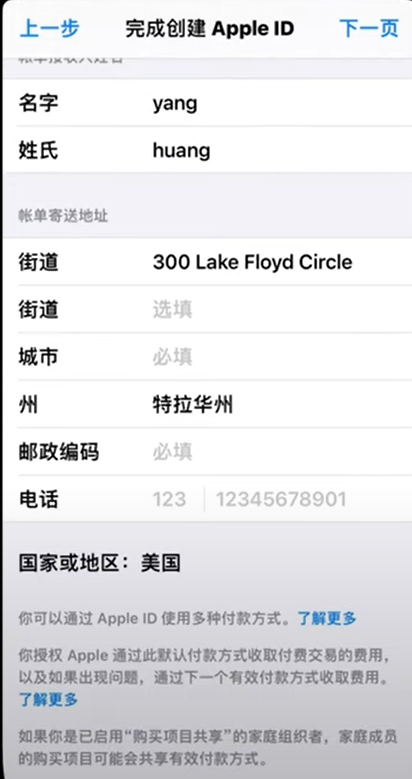 上一步 完成创建 Apple ID 下一页
帐单接收人姓名
名字 yang
姓氏 huang
帐单寄送地址
街道 300 Lake Floyd Circle
街道 选填
城市 必填
州 特拉华州
邮政编码 必填
电话 123 12345678901
国家或地区：美国
你可以通过 Apple ID 使用多种付款方式。了解更多
你授权 Apple 通过此默认付款方式收取付费交易的费用，
以及如果出现问题，通过下一个有效付款方式收取费用。
了解更多
如果你是已启用“购买项目共享”的家庭组织者，家庭成员
的购买项目可能会共享有效付款方式。